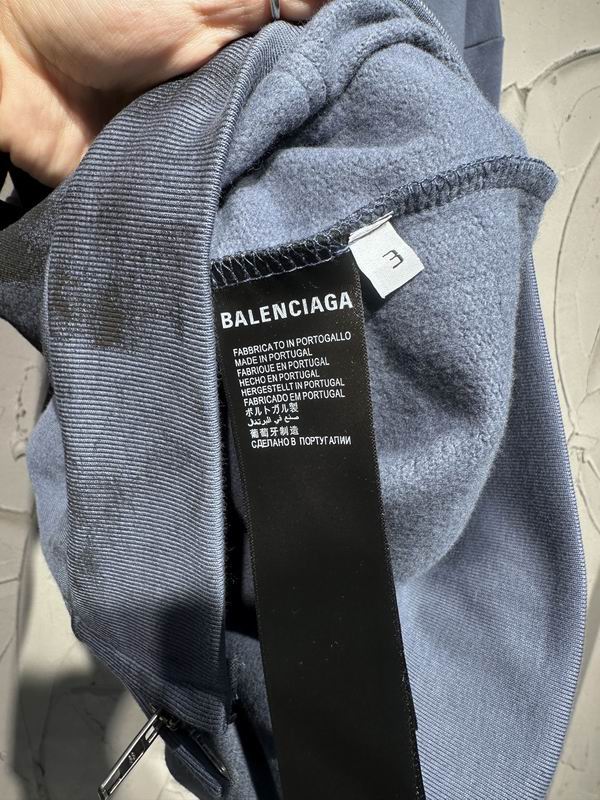 3
BALENCIAGA
FABBRICATO IN PORTOGALLO
MADE IN PORTUGAL
FABRIQUE EN PORTUGAL
HECHO EN PORTUGAL
HERGESTELLT IN PORTUGAL
FABRICADO EM PORTUGAL
ポルトガル製
صنع في البرتغال
葡萄牙制造
СДЕЛАНО В ПОРТУГАЛИИ